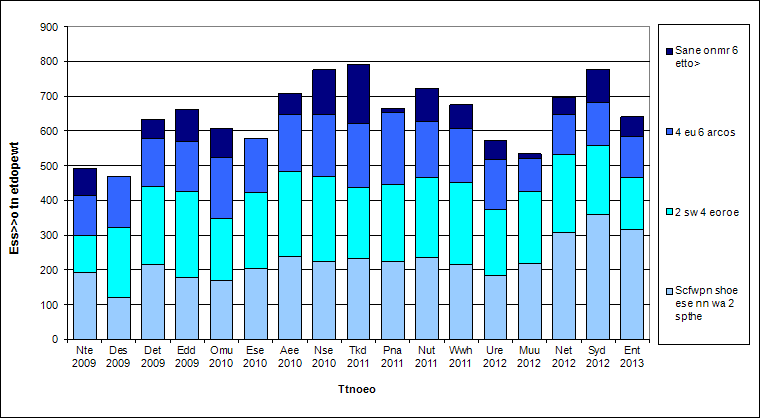 900
800
700
600
500
400
300
200
100
0
Ess>>o tn etdopewt
Nte 2009
Des 2009
Det 2009
Edd 2009
Omu 2010
Ese 2010
Aee 2010
Nse 2010
Tkd 2011
Pna 2011
Nut 2011
Wwh 2011
Ure 2012
Muu 2012
Net 2012
Syd 2012
Ent 2013
Ttnoeo
Sane onmr 6
etto>
4 eu 6 arcos
2 sw 4 eoroe
Scfwpn shoe
ese nn wa 2
spthe